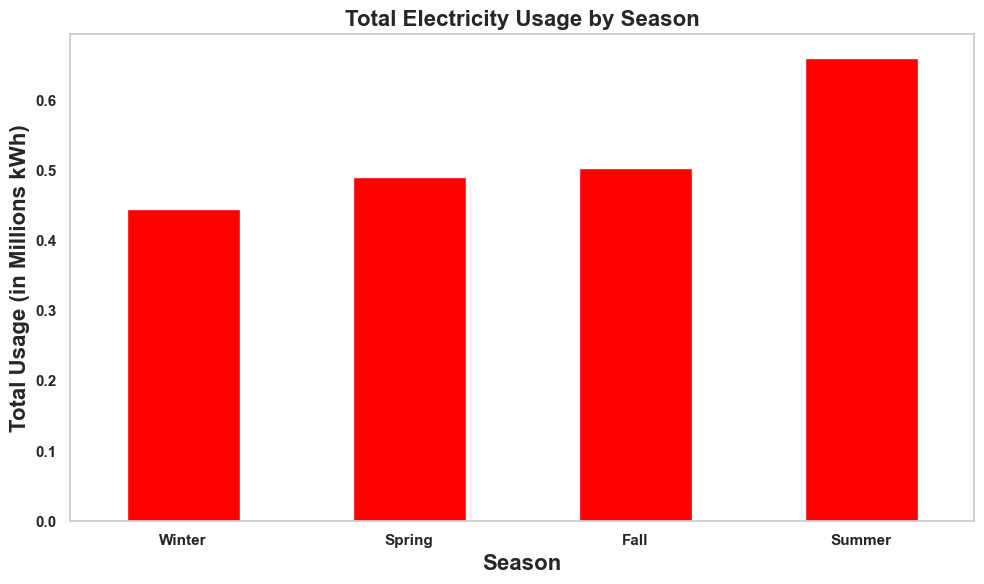 Total Electricity Usage by Season
Total Usage (in Millions kWh)
0.6
0.5
0.4
0.3
0.2
0.1
0.0
Winter Spring Fall Summer
Season